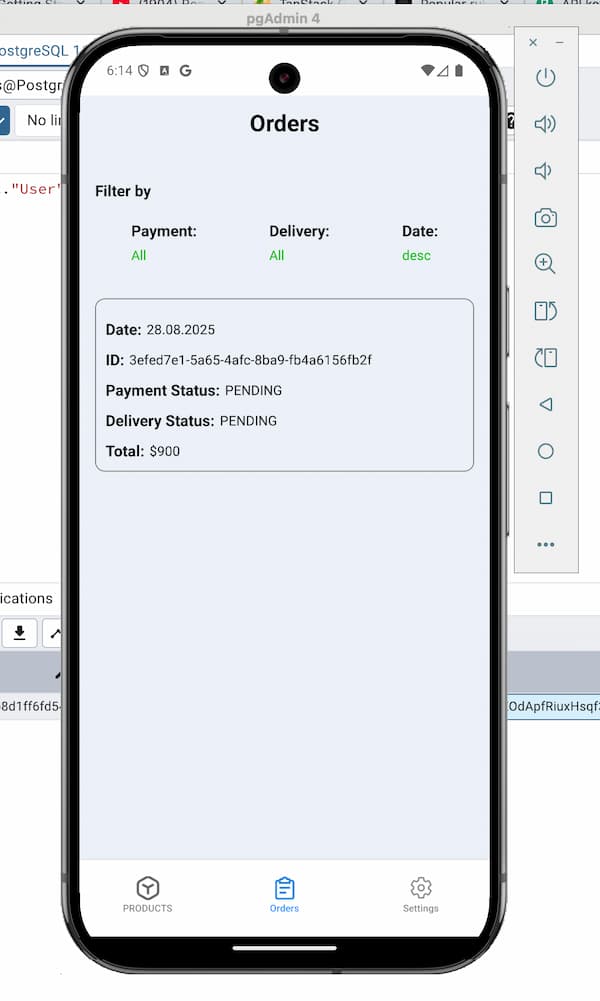 pgAdmin 4
ostgreSQL 1
s@Postgr
No li
."User"
6:14
Orders
Filter by
Payment: Delivery: Date:
All All desc
Date: 28.08.2025
ID: 3efed7e1-5a65-4afc-8ba9-fb4a6156fb2f
Payment Status: PENDING
Delivery Status: PENDING
Total: $900
ications
8d1ff6fd5
OdApfRiuxHsqf
PRODUCTS Orders Settings